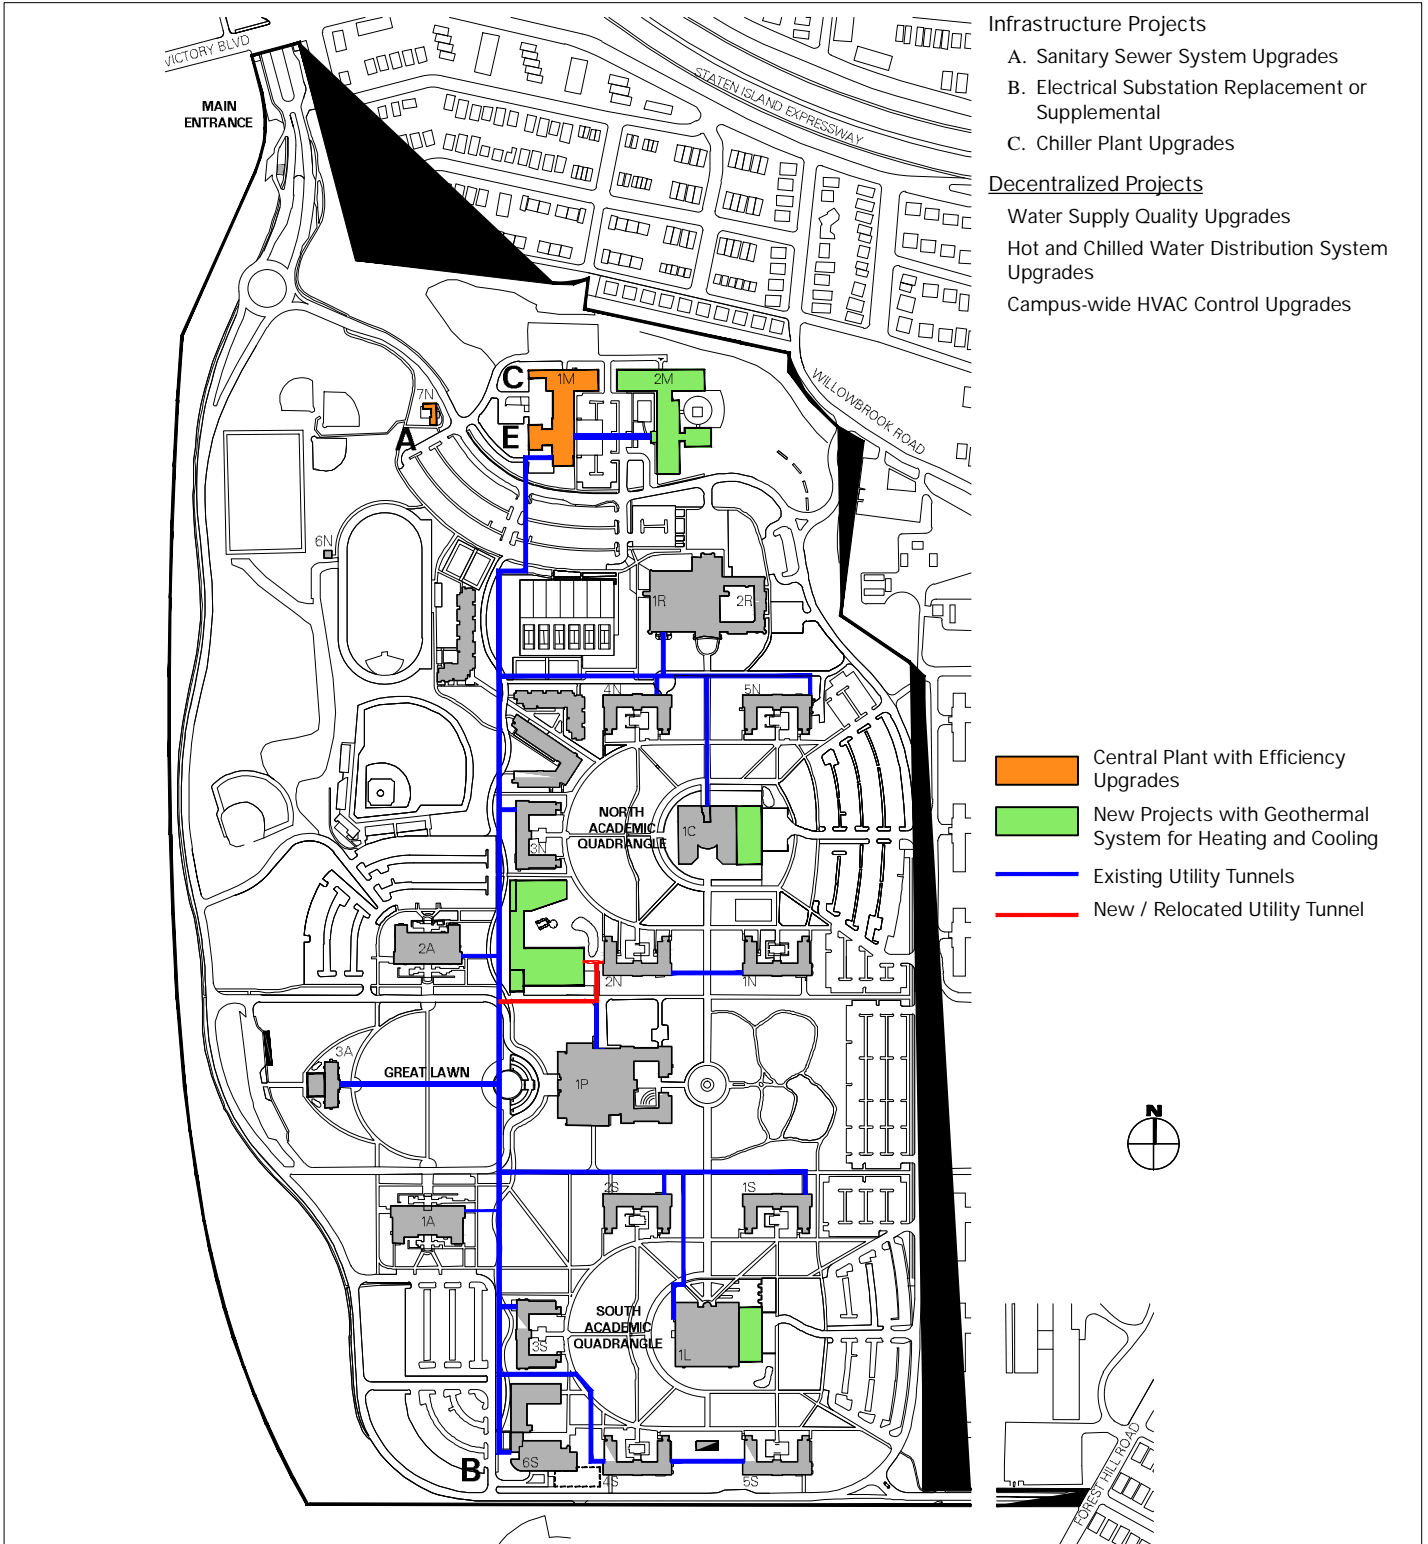 VICTORY BLVD
MAIN
ENTRANCE
STATEN ISLAND EXPRESSWAY
WILLOWBROOK ROAD
Infrastructure Projects
A. Sanitary Sewer System Upgrades
B. Electrical Substation Replacement or
Supplemental
C. Chiller Plant Upgrades
Decentralized Projects
Water Supply Quality Upgrades
Hot and Chilled Water Distribution System
Upgrades
Campus-wide HVAC Control Upgrades
C
1M
2M
7N
A
E
6N
1R
2R
4N
5N
NORTH
ACADEMIC
QUADRANGLE
1C
3N
2A
2N
1N
3A
GREAT LAWN
1P
2S
1S
1A
SOUTH
ACADEMIC
QUADRANGLE
3S
1L
B
6S
4S
5S
Central Plant with Efficiency
Upgrades
New Projects with Geothermal
System for Heating and Cooling
Existing Utility Tunnels
New / Relocated Utility Tunnel
N
FOREST HILL ROAD